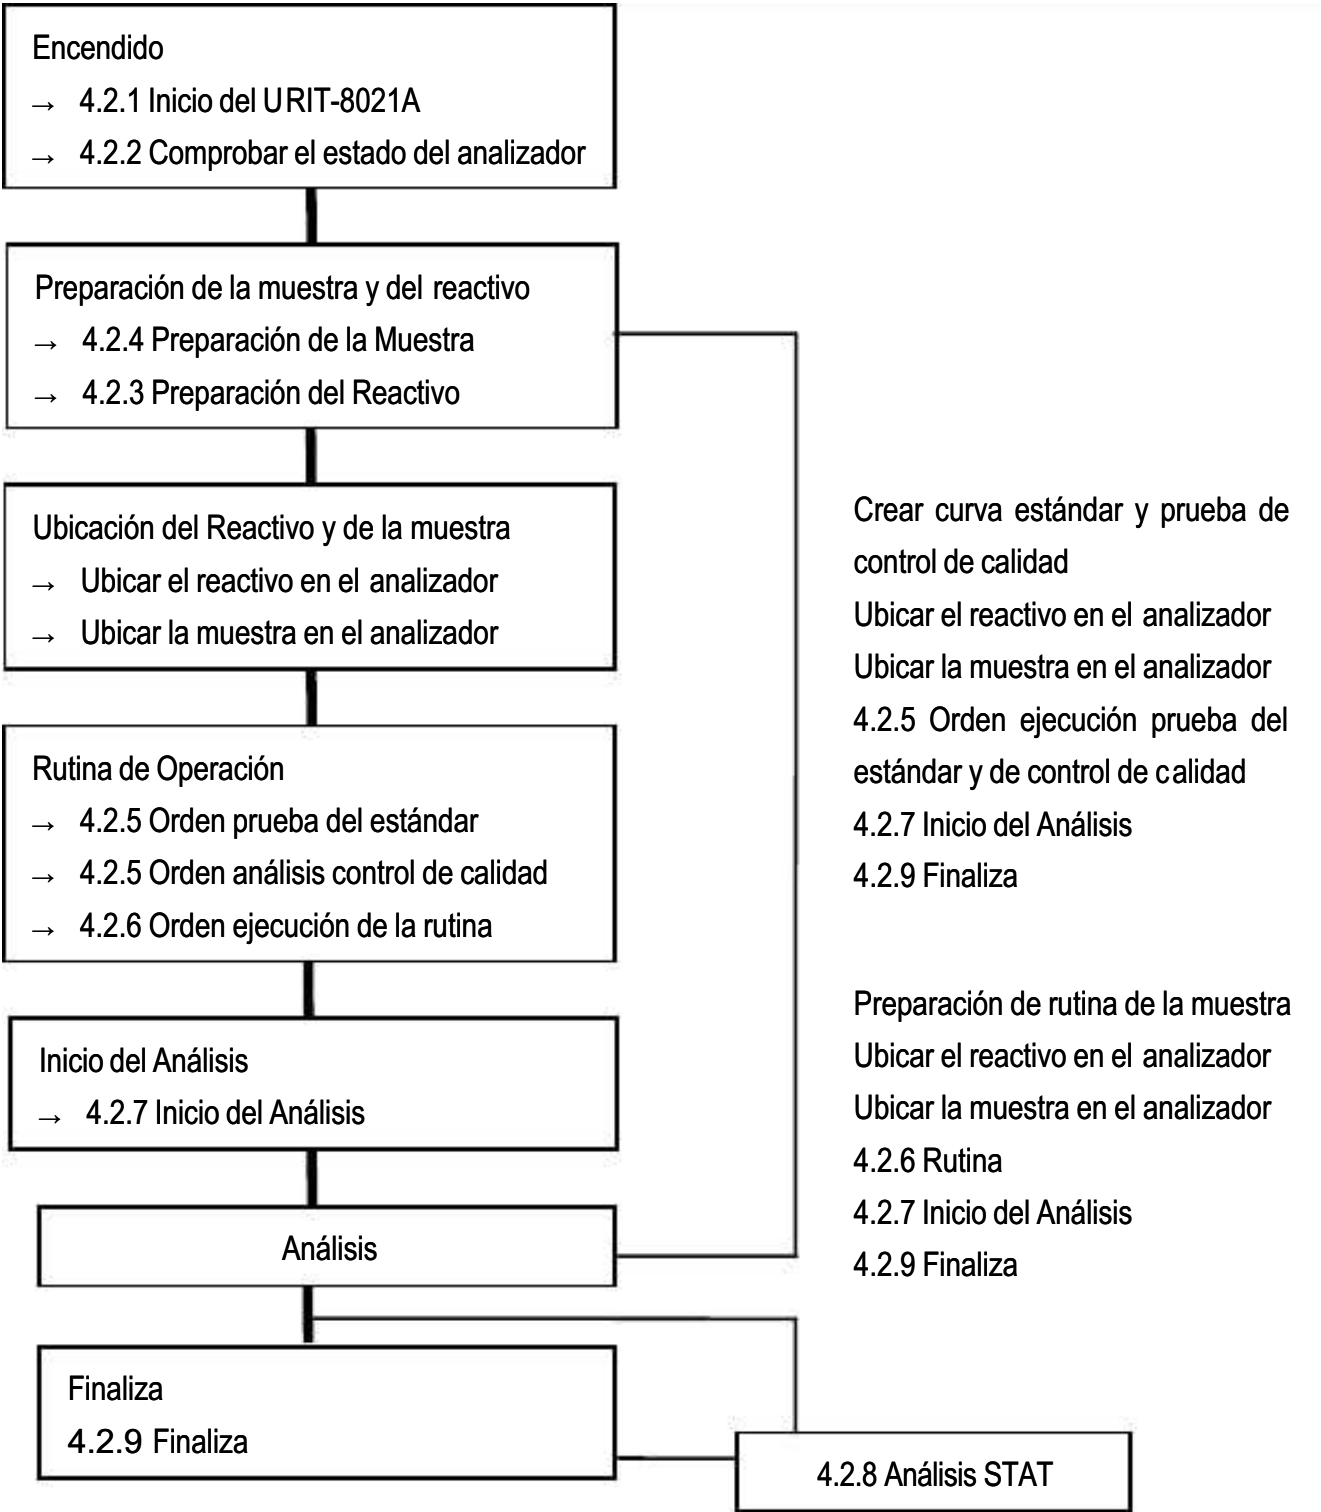 Encendido
→ 4.2.1 Inicio del URIT-8021A
→ 4.2.2 Comprobar el estado del analizador
Preparación de la muestra y del reactivo
→ 4.2.4 Preparación de la Muestra
→ 4.2.3 Preparación del Reactivo
Ubicación del Reactivo y de la muestra
→ Ubicar el reactivo en el analizador
→ Ubicar la muestra en el analizador
Rutina de Operación
→ 4.2.5 Orden prueba del estándar
→ 4.2.5 Orden análisis control de calidad
→ 4.2.6 Orden ejecución de la rutina
Inicio del Análisis
→ 4.2.7 Inicio del Análisis
Análisis
Finaliza
4.2.9 Finaliza
4.2.8 Análisis STAT
Crear curva estándar y prueba de
control de calidad
Ubicar el reactivo en el analizador
Ubicar la muestra en el analizador
4.2.5 Orden ejecución prueba del
estándar y de control de calidad
4.2.7 Inicio del Análisis
4.2.9 Finaliza
Preparación de rutina de la muestra
Ubicar el reactivo en el analizador
Ubicar la muestra en el analizador
4.2.6 Rutina
4.2.7 Inicio del Análisis
4.2.9 Finaliza